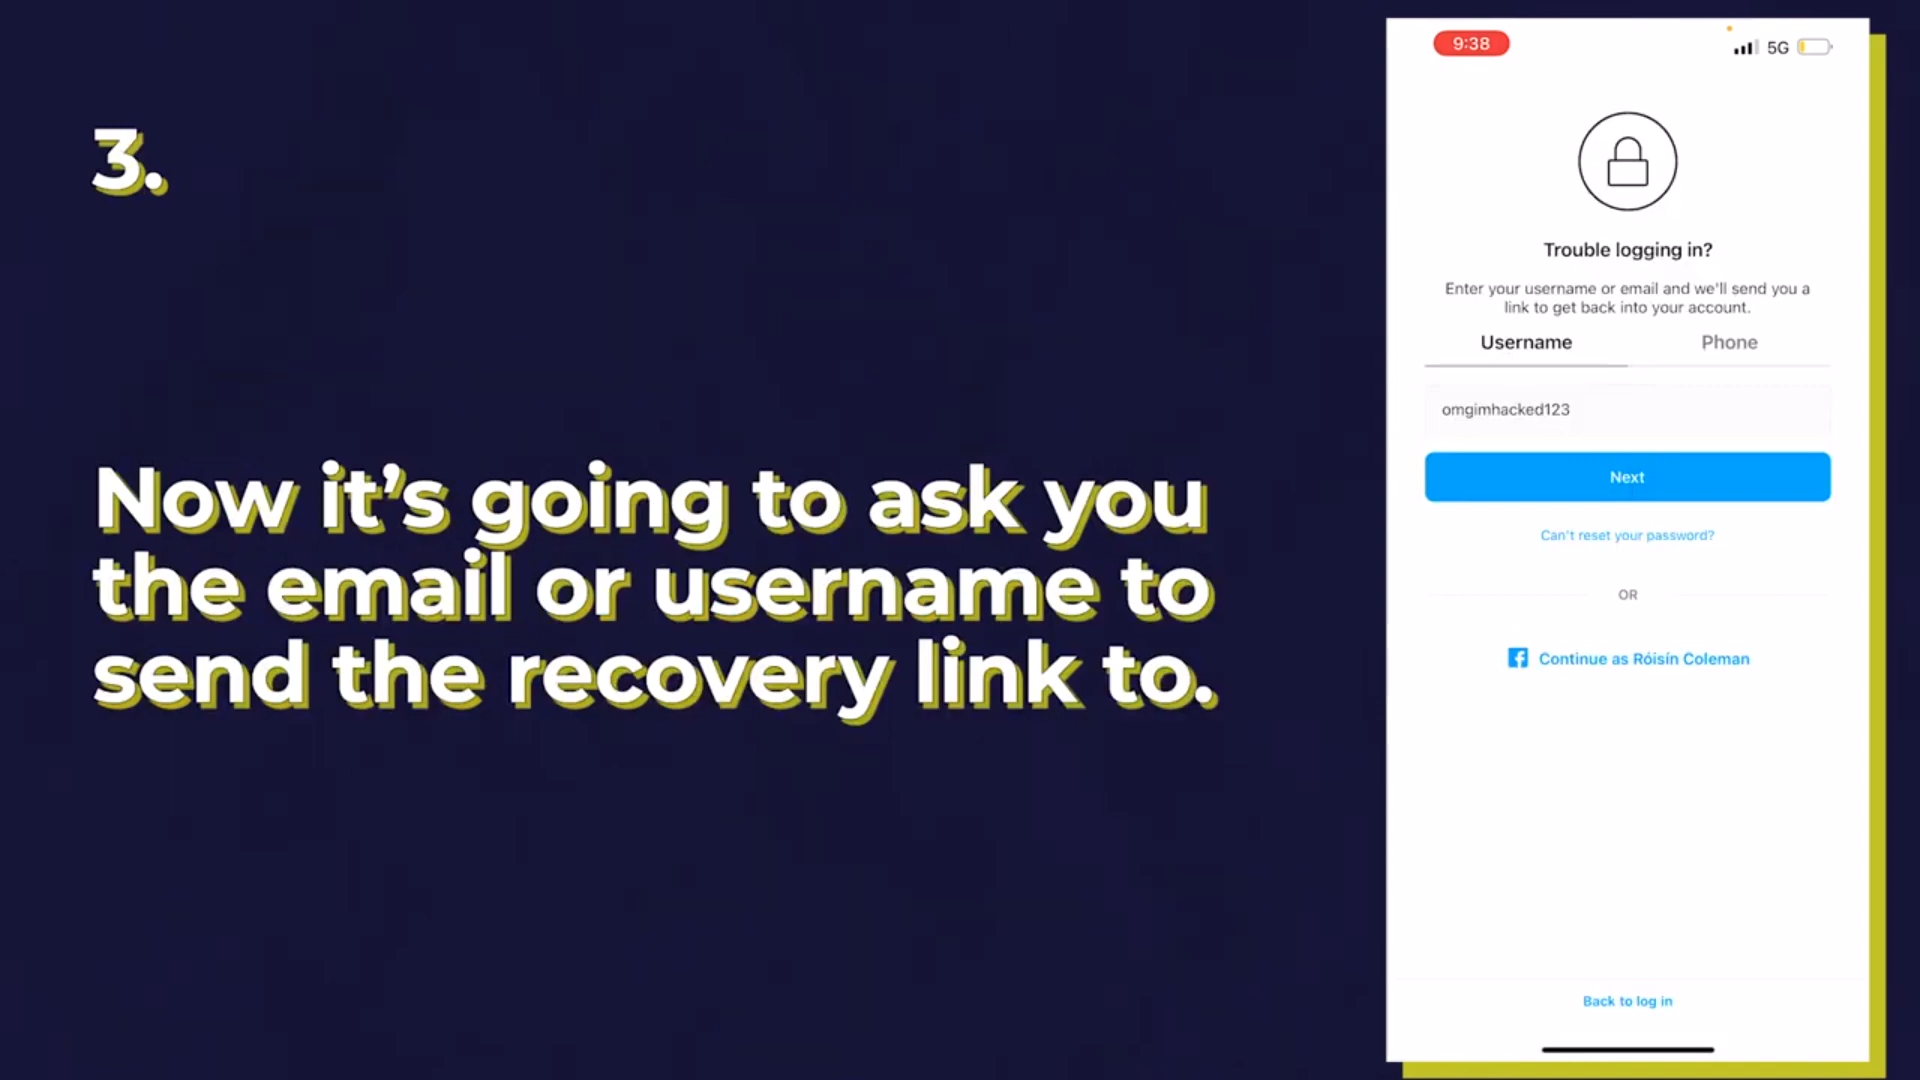 3.
Now it's going to ask you
the email or username to
send the recovery link to.
9:38
5G
Trouble logging in?
Enter your username or email and we'll send you a
link to get back into your account.
Username
Phone
omgimhacked123
Next
Can't reset your password?
OR
Continue as Róisín Coleman
Back to log in